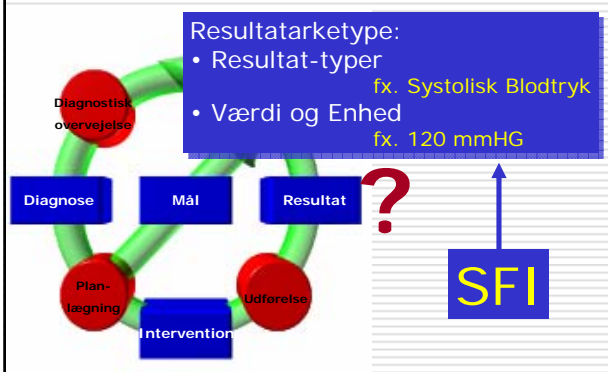 Resultatarketype:
• Resultat-typer
fx. Systolisk Blodtryk
• Værdi og Enhed
fx. 120 mmHG
Diagnostisk
overvejelse
Diagnose
Mål
Resultat
?
Plan-
lægning
Udførelse
Intervention
SFI